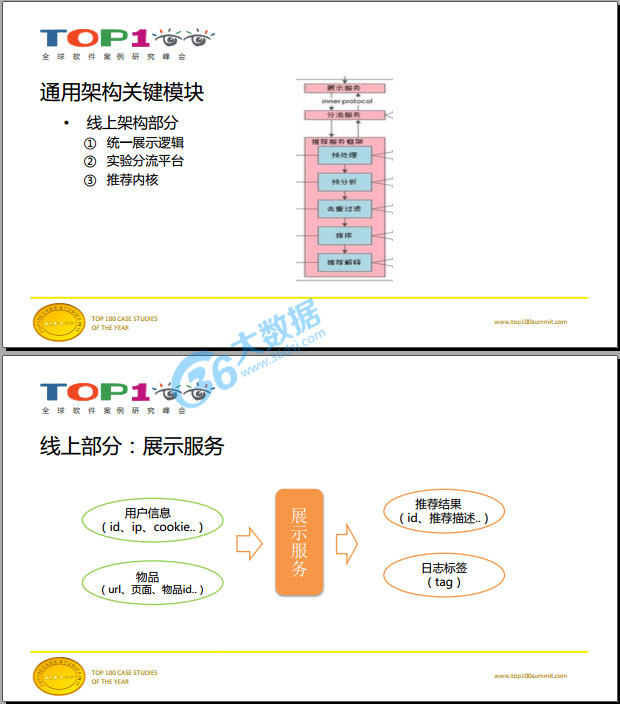 TOP100
全球软件案例研究峰会
通用架构关键模块
• 线上架构部分
① 统一展示逻辑
② 实验分流平台
③ 推荐内核
展示服务
inner protocol
分流服务
推荐服务框架
预处理
预分析
去重过滤
排序
推荐解释
TOP 100 CASE STUDIES
OF THE YEAR
www.top100summit.com
36大数据
www.36dsj.com
TOP100
全球软件案例研究峰会
线上部分：展示服务
用户信息
（id、ip、cookie..）
物品
（url、页面、物品id..）
展示服务
推荐结果
（id、推荐描述..）
日志标签
（tag）
TOP 100 CASE STUDIES
OF THE YEAR
www.top100summit.com